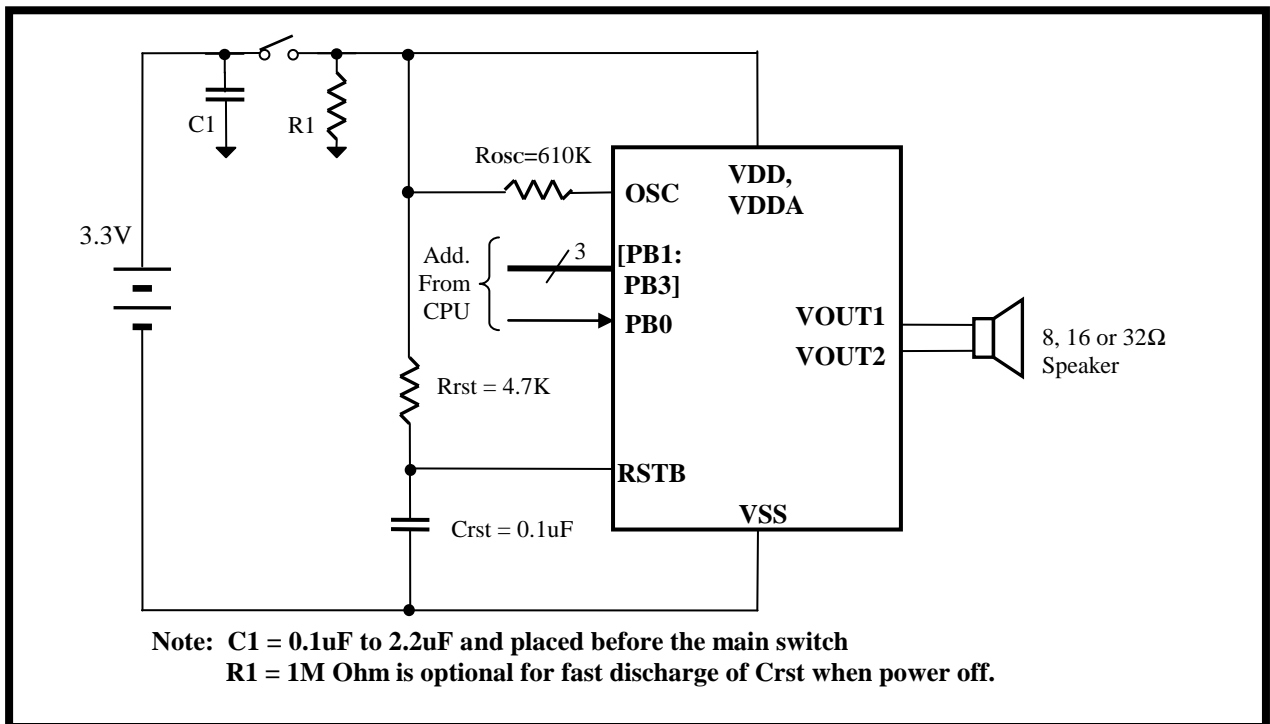 C1
R1
Rosc=610K
VDD,
VDDA
OSC
3.3V
Add.
From
CPU
3
[PB1:
PB3]
PB0
VOUT1
VOUT2
8, 16 or 32Ω
Speaker
Rrst = 4.7K
RSTB
VSS
Crst = 0.1uF
Note: C1 = 0.1uF to 2.2uF and placed before the main switch
R1 = 1M Ohm is optional for fast discharge of Crst when power off.